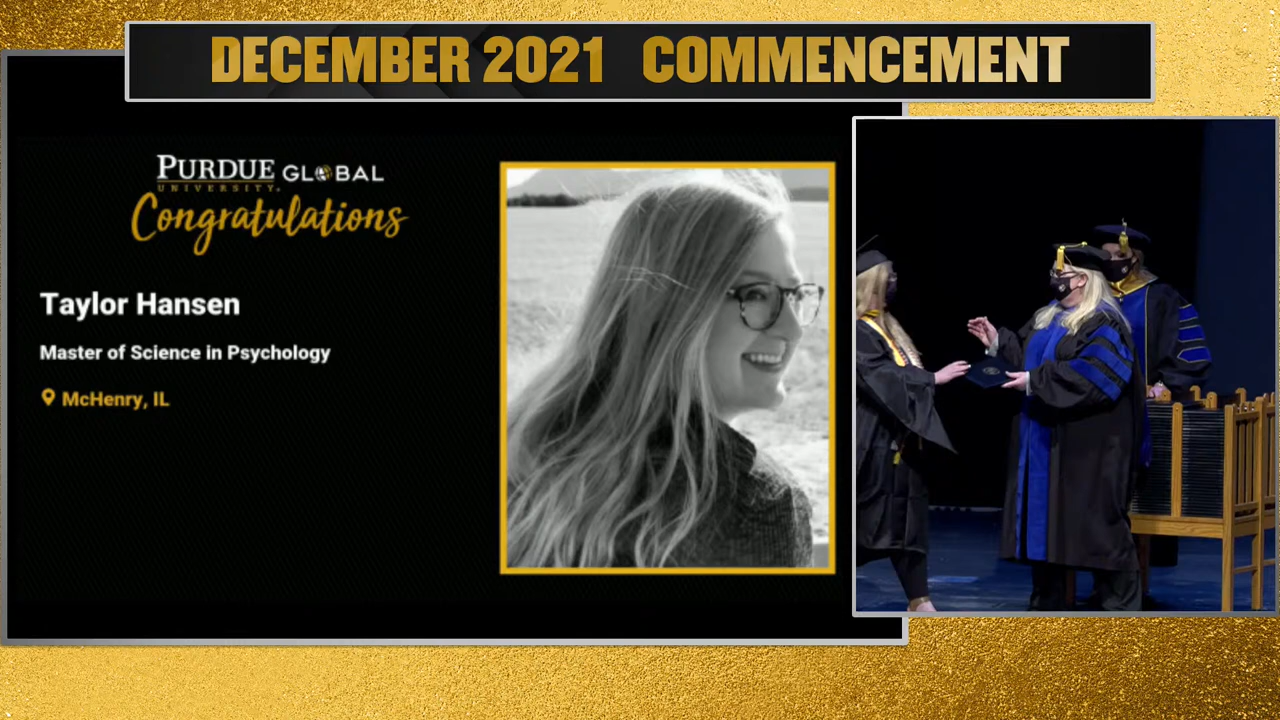 DECEMBER 2021 COMMENCEMENT
PURDUE GLOBAL
UNIVERSITY.
Congratulations
Taylor Hansen
Master of Science in Psychology
McHenry, IL